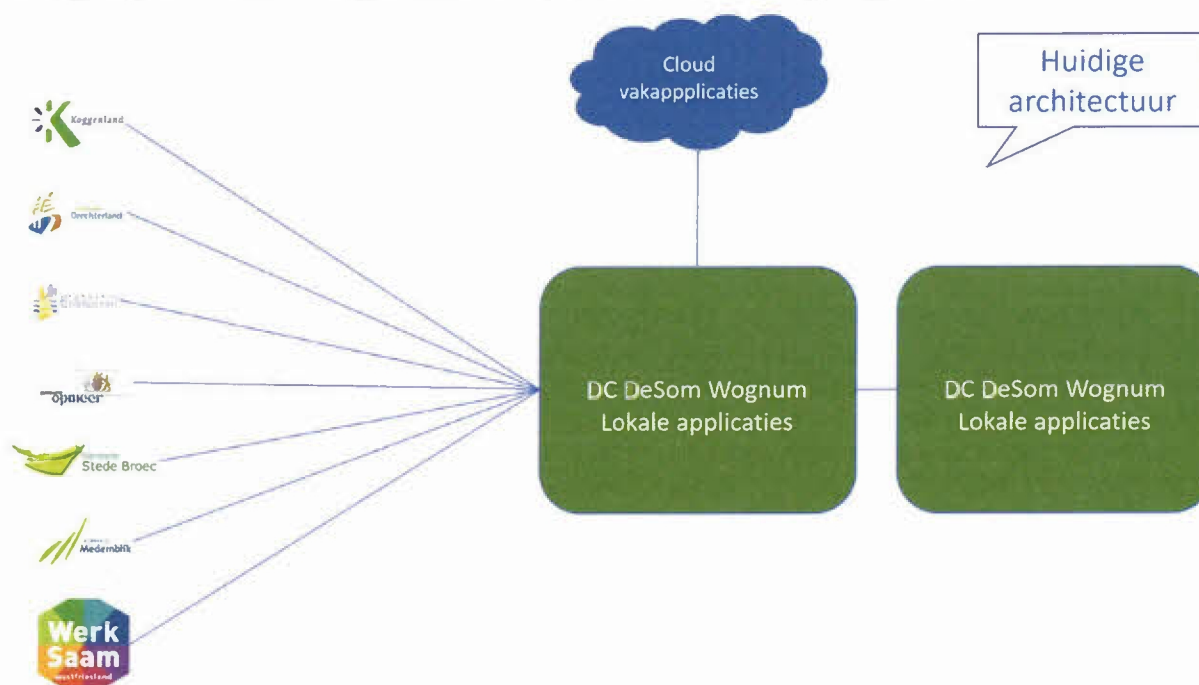 Cloud
vakappplicaties
Huidige
architectuur
Koggenland
Drechterland
opmeer
Stede Broec
Medemblik
Werk
Saam
westfriesland
DC DeSom Wognum
Lokale applicaties
DC DeSom Wognum
Lokale applicaties